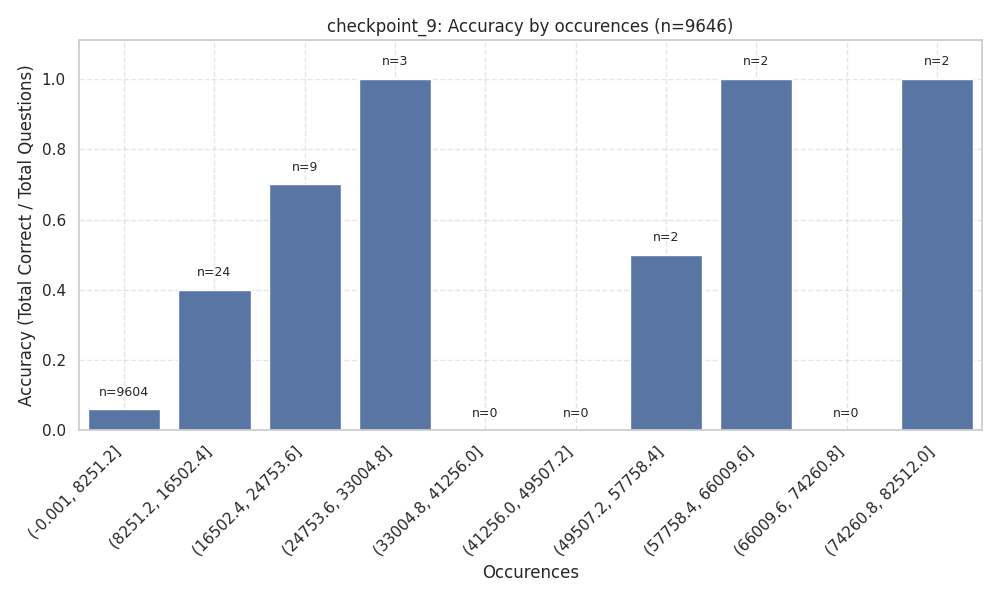 checkpoint_9: Accuracy by occurences (n=9646)
Accuracy (Total Correct / Total Questions)
1.0
0.8
0.6
0.4
0.2
0.0
n=9604
n=24
n=9
n=3
n=0
n=0
n=2
n=2
n=0
n=2
(-0.001, 8251.2]
(8251.2, 16502.4]
(16502.4, 24753.6]
(24753.6, 33004.8]
(33004.8, 41256.0]
(41256.0, 49507.2]
(49507.2, 57758.4]
(57758.4, 66009.6]
(66009.6, 74260.8]
(74260.8, 82512.0]
Occurences